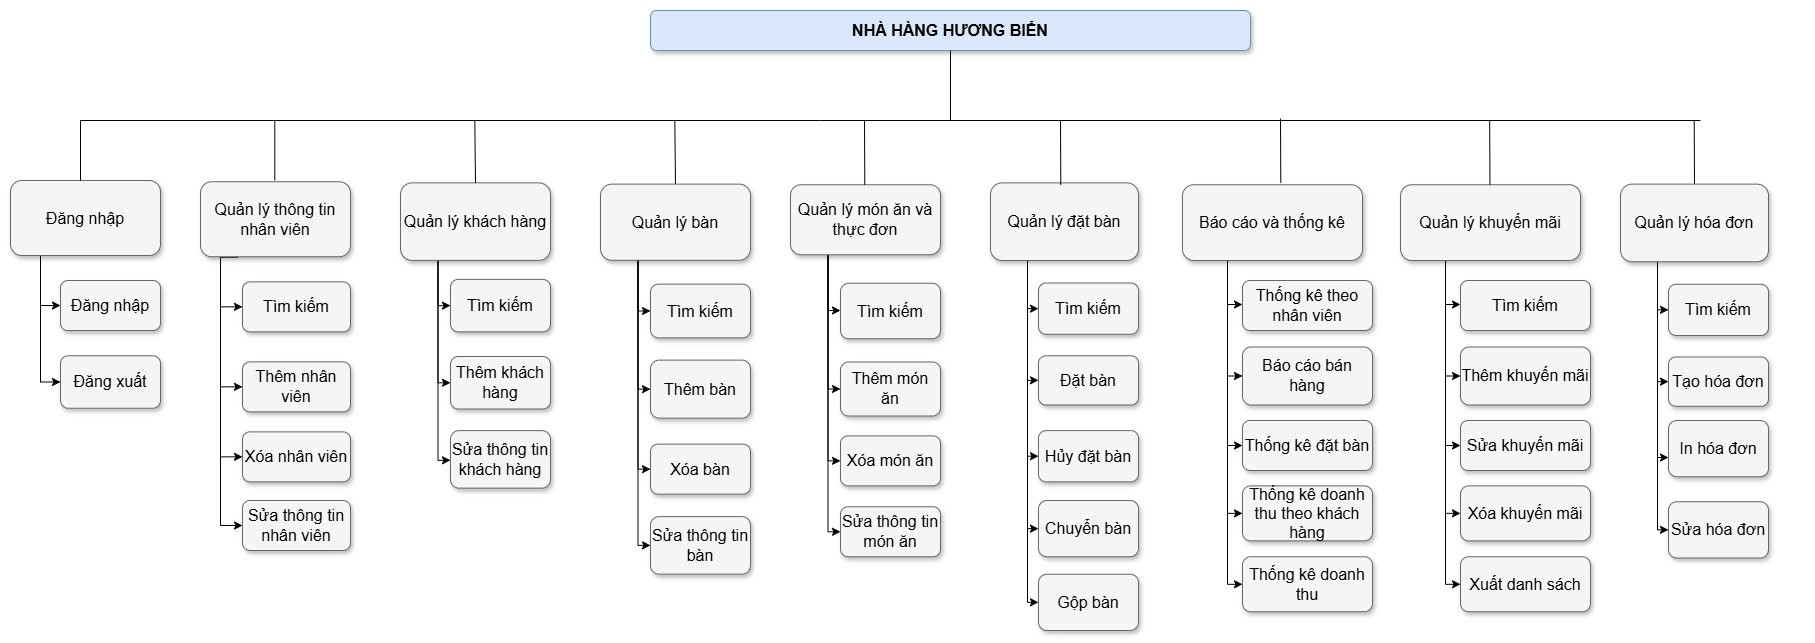 NHÀ HÀNG HƯƠNG BIỂN
Đăng nhập
Đăng nhập
Đăng xuất
Quản lý thông tin
nhân viên
Tìm kiếm
Thêm nhân
viên
Xóa nhân viên
Sửa thông tin
nhân viên
Quản lý khách hàng
Tìm kiếm
Thêm khách
hàng
Sửa thông tin
khách hàng
Quản lý bàn
Tìm kiếm
Thêm bàn
Xóa bàn
Sửa thông tin
bàn
Quản lý món ăn và
thực đơn
Tìm kiếm
Thêm món
ăn
Xóa món ăn
Sửa thông tin
món ăn
Quản lý đặt bàn
Tìm kiếm
Đặt bàn
Hủy đặt bàn
Chuyển bàn
Gộp bàn
Báo cáo và thống kê
Thống kê theo
nhân viên
Báo cáo bán
hàng
Thống kê đặt bàn
Thống kê doanh
thu theo khách
hàng
Thống kê doanh
thu
Quản lý khuyến mãi
Tìm kiếm
Thêm khuyến mãi
Sửa khuyến mãi
Xóa khuyến mãi
Xuất danh sách
Quản lý hóa đơn
Tìm kiếm
Tạo hóa đơn
In hóa đơn
Sửa hóa đơn